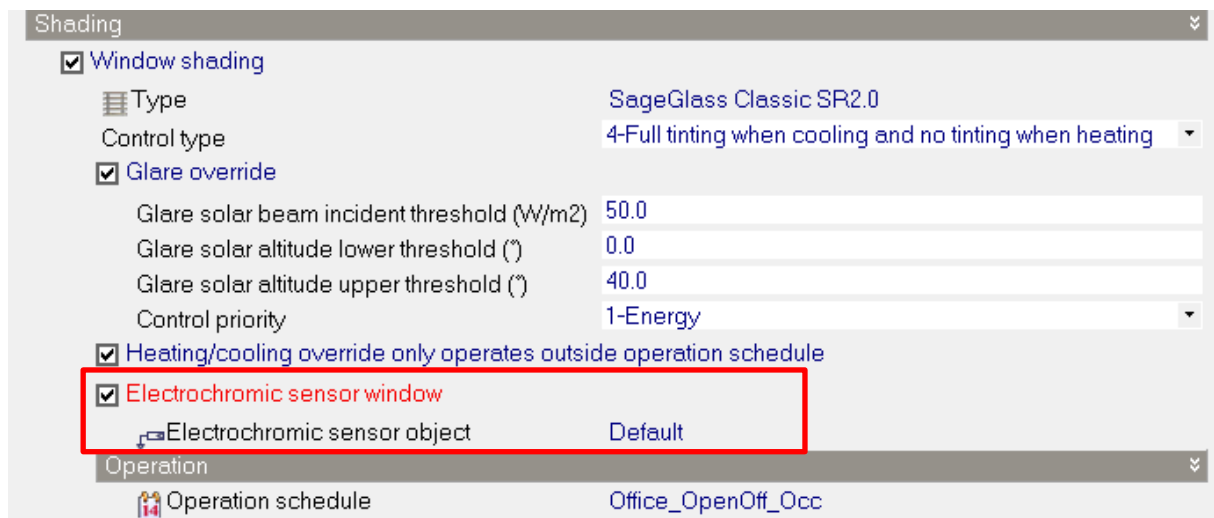 Shading
Window shading
Type SageGlass Classic SR2.0
Control type 4-Full tinting when cooling and no tinting when heating
Glare override
Glare solar beam incident threshold (W/m2) 50.0
Glare solar altitude lower threshold (°) 0.0
Glare solar altitude upper threshold (°) 40.0
Control priority 1-Energy
Heating/cooling override only operates outside operation schedule
Electrochromic sensor window
Electrochromic sensor object Default
Operation
14 Operation schedule Office_OpenOff_Occ